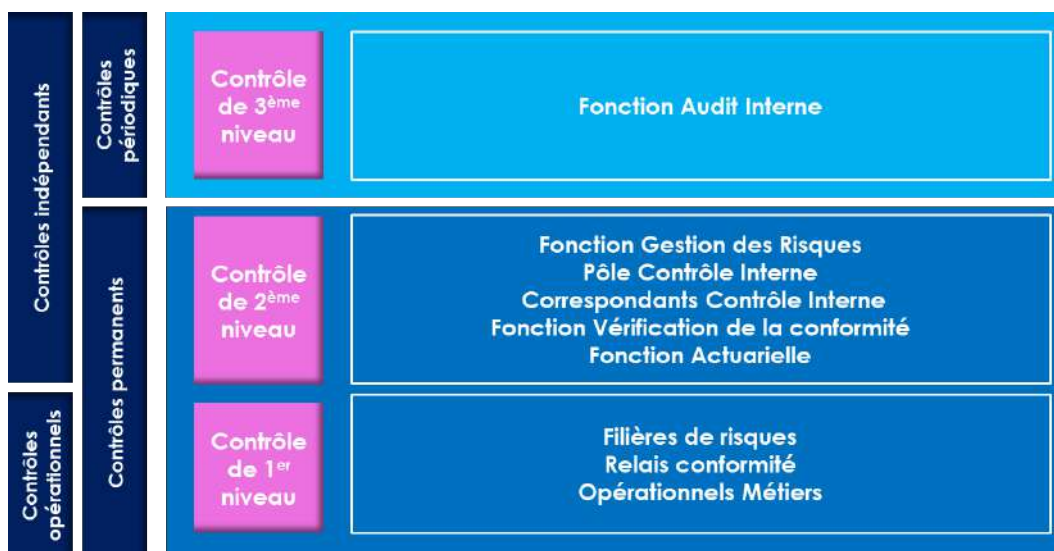 Contrôles indépendants
Contrôles
périodiques
Contrôle
de 3ème
niveau
Fonction Audit Interne
Contrôles permanents
Contrôle
de 2ème
niveau
Fonction Gestion des Risques
Pôle Contrôle Interne
Correspondants Contrôle Interne
Fonction Vérification de la conformité
Fonction Actuarielle
Contrôles
opérationnels
Contrôle
de 1er
niveau
Filières de risques
Relais conformité
Opérationnels Métiers